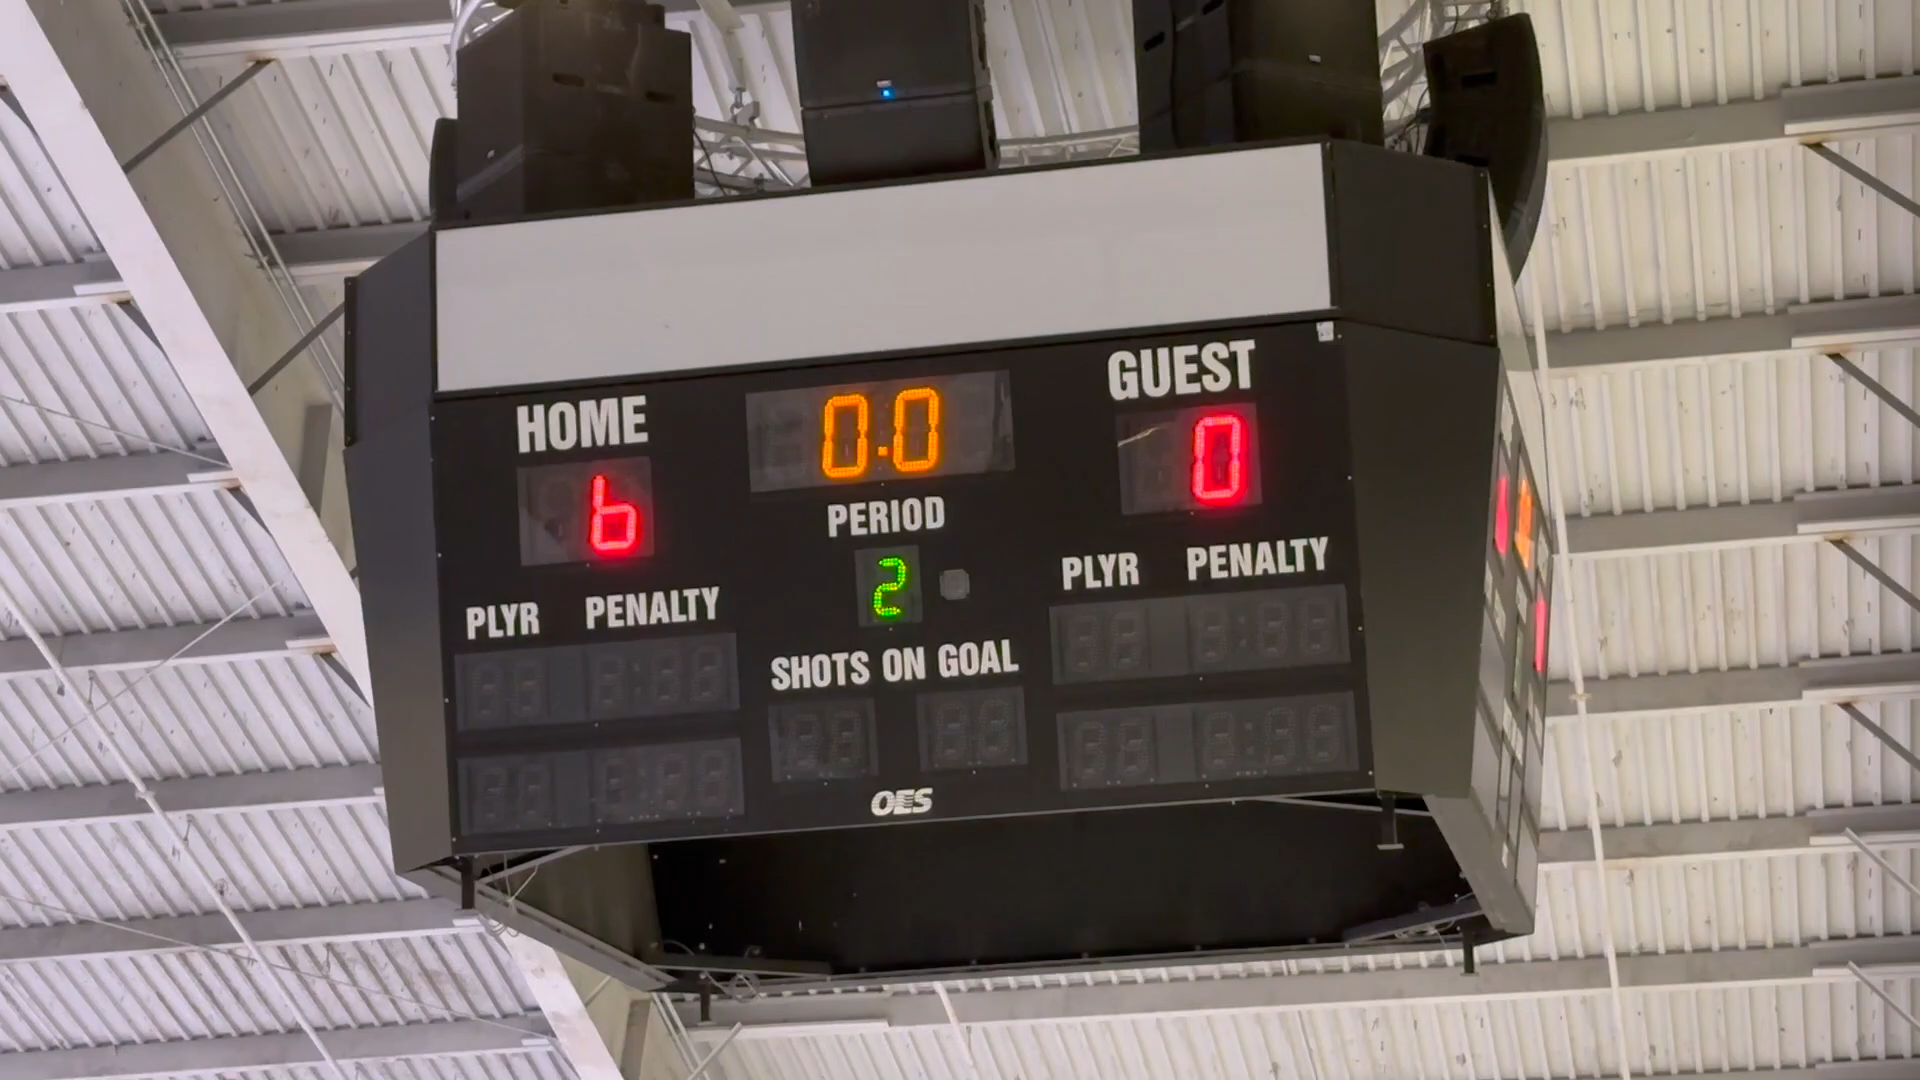 HOME
6
0.0
GUEST
0
PERIOD
2
PLYR PENALTY
PLYR PENALTY
SHOTS ON GOAL
OES